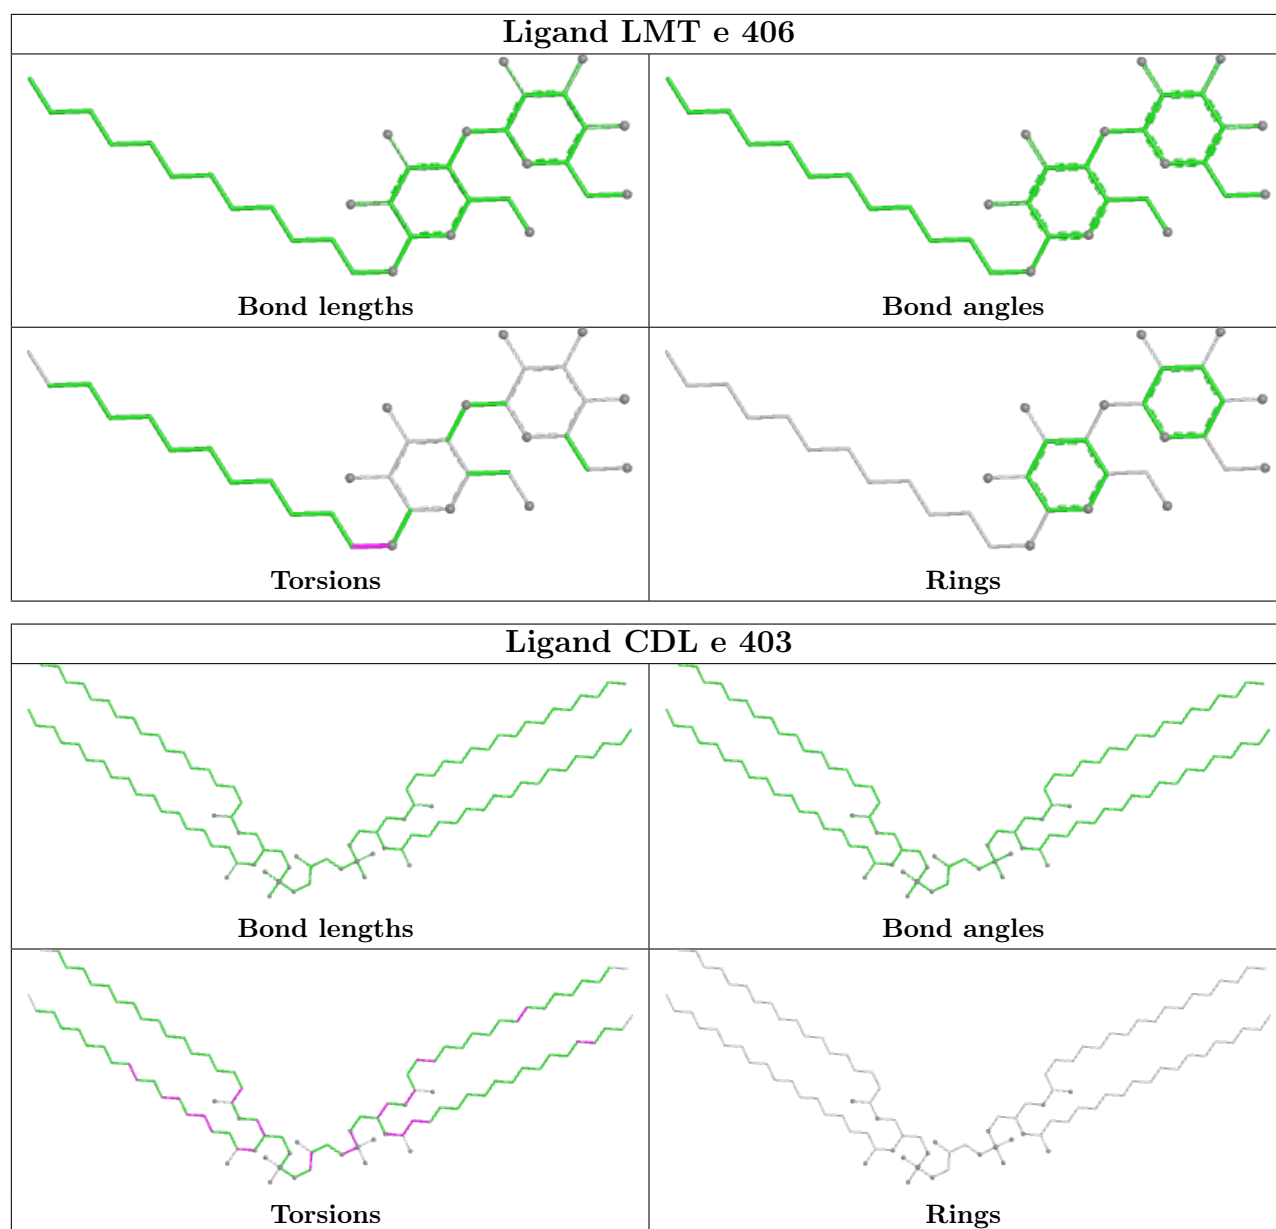 Ligand LMT e 406
Bond lengths
Bond angles
Torsions
Rings
Ligand CDL e 403
Bond lengths
Bond angles
Torsions
Rings